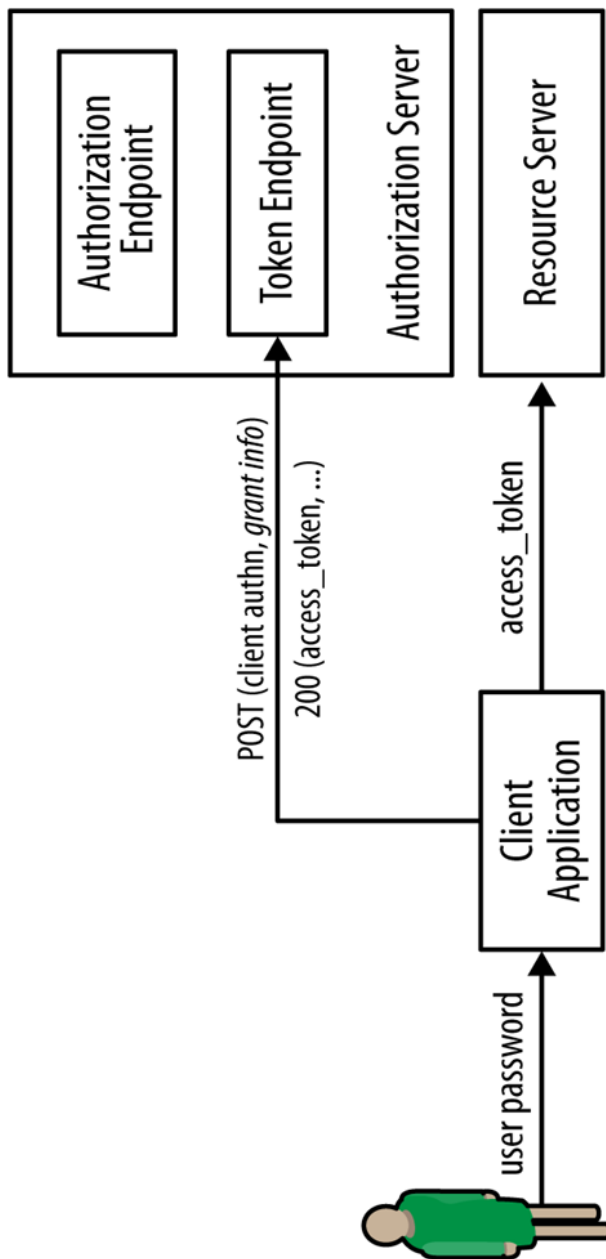 Authorization
Endpoint
Token Endpoint
Authorization Server
POST (client authn, grant info)
200 (access_token, ...)
user password
Client
Application
access_token
Resource Server